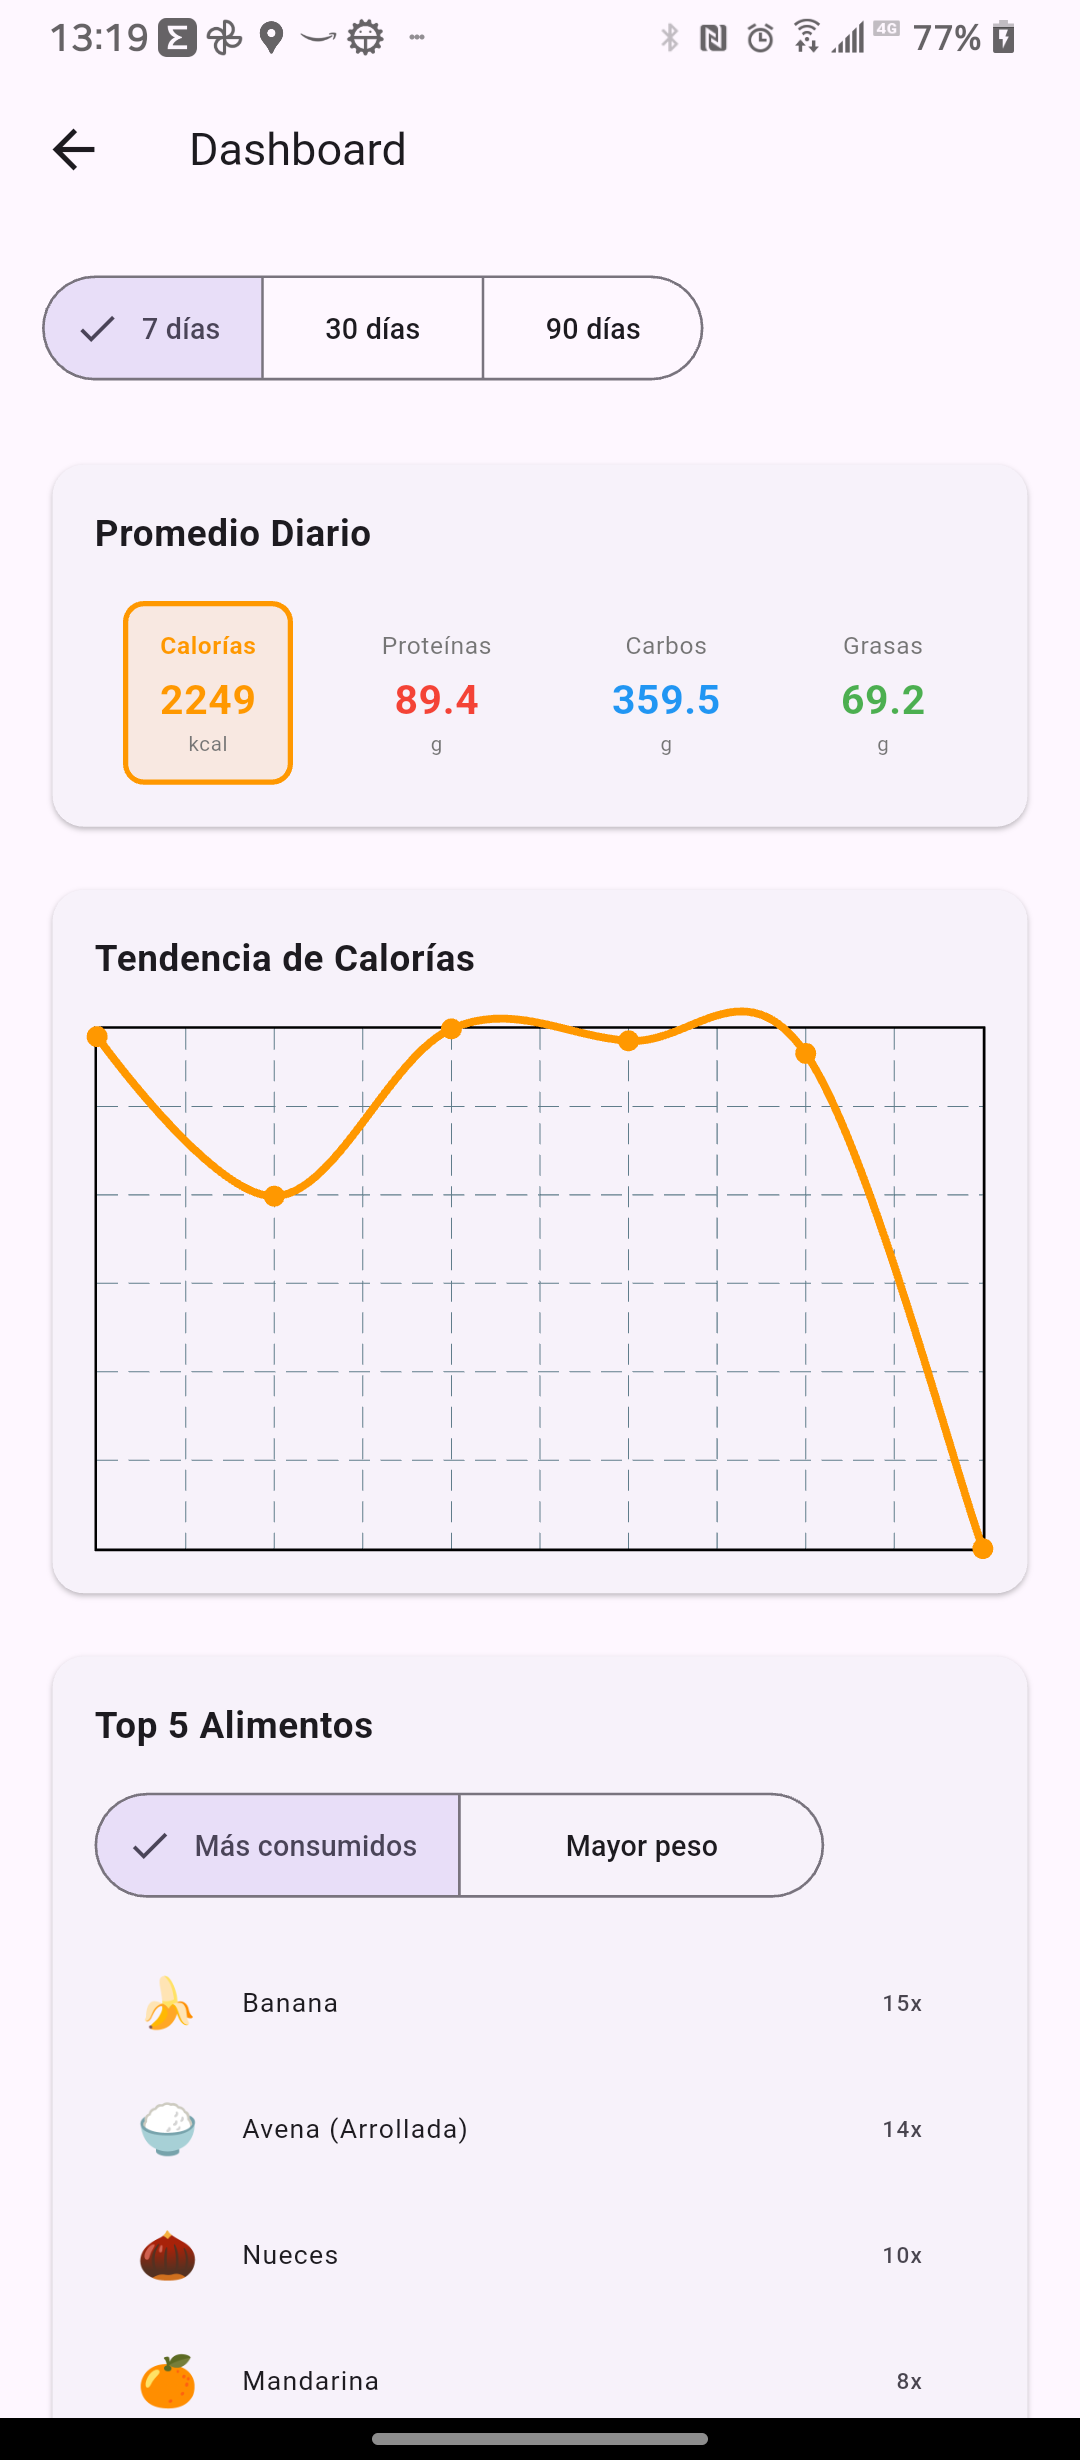 13:19 4G 77%
Dashboard
7 días 30 días 90 días
Promedio Diario
Calorías Proteínas Carbos Grasas
2249 89.4 359.5 69.2
kcal g g g
Tendencia de Calorías
Top 5 Alimentos
Más consumidos Mayor peso
Banana 15x
Avena (Arrollada) 14x
Nueces 10x
Mandarina 8x